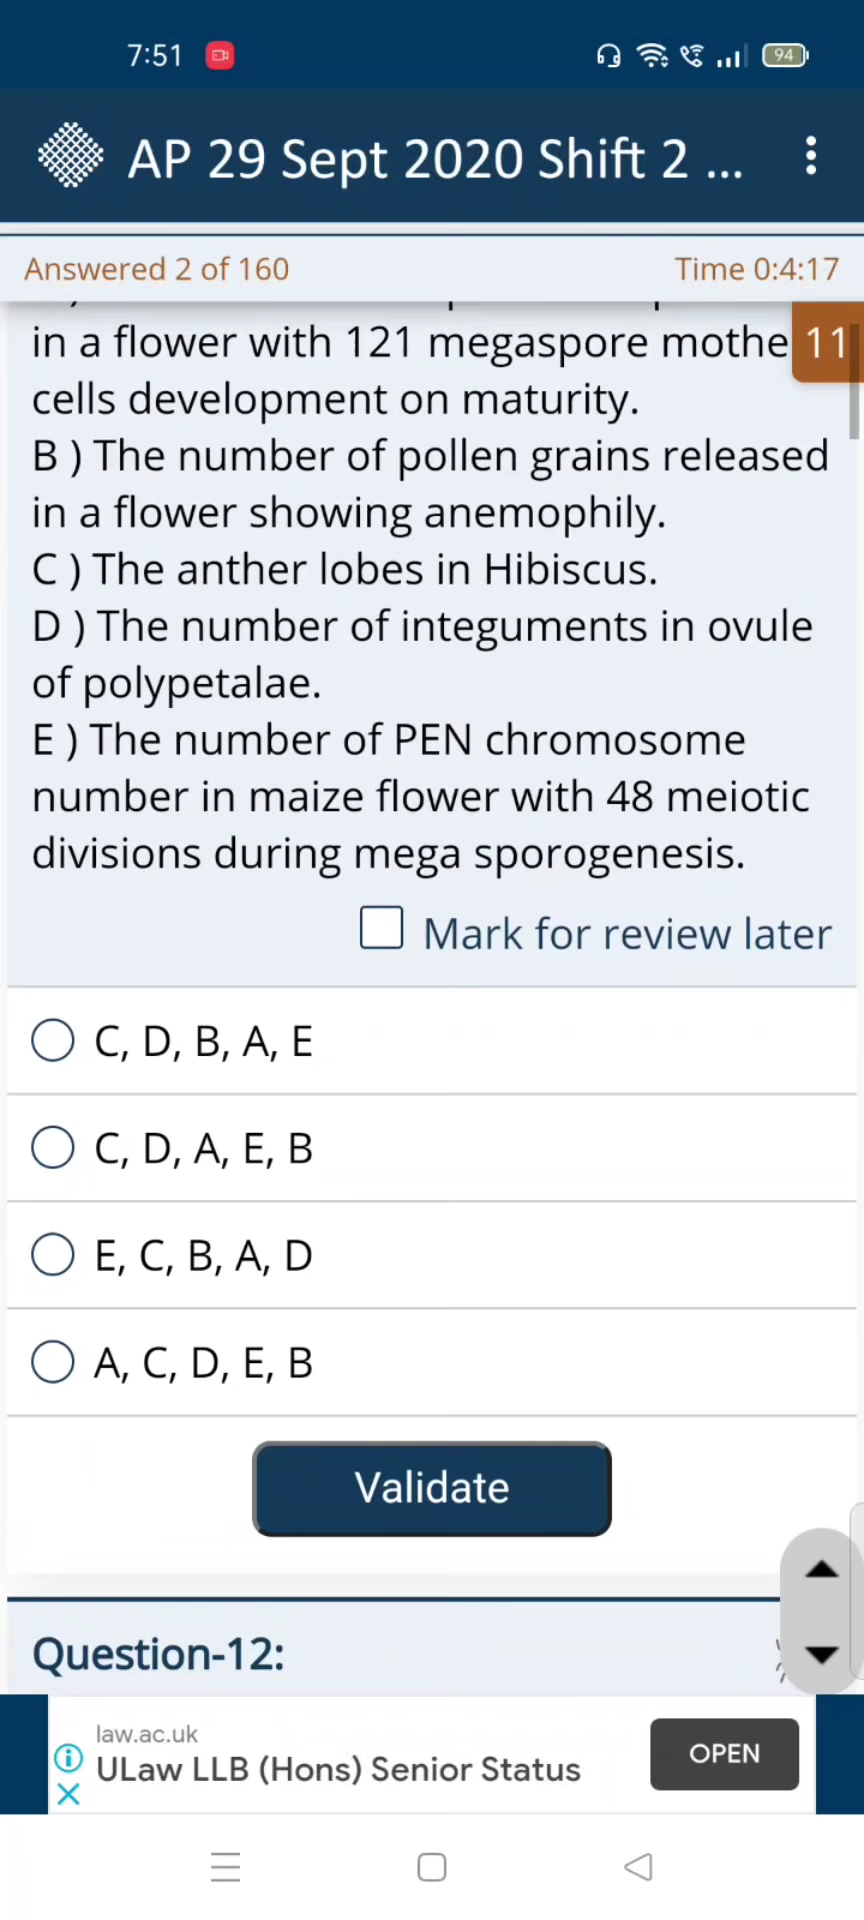 7:51
94
AP 29 Sept 2020 Shift 2 ...
Answered 2 of 160
Time 0:4:17
in a flower with 121 megaspore mothe
11
cells development on maturity.
B ) The number of pollen grains released
in a flower showing anemophily.
C ) The anther lobes in Hibiscus.
D ) The number of integuments in ovule
of polypetalae.
E ) The number of PEN chromosome
number in maize flower with 48 meiotic
divisions during mega sporogenesis.
Mark for review later
C, D, B, A, E
C, D, A, E, B
E, C, B, A, D
A, C, D, E, B
Validate
Question-12:
law.ac.uk
ULaw LLB (Hons) Senior Status
OPEN